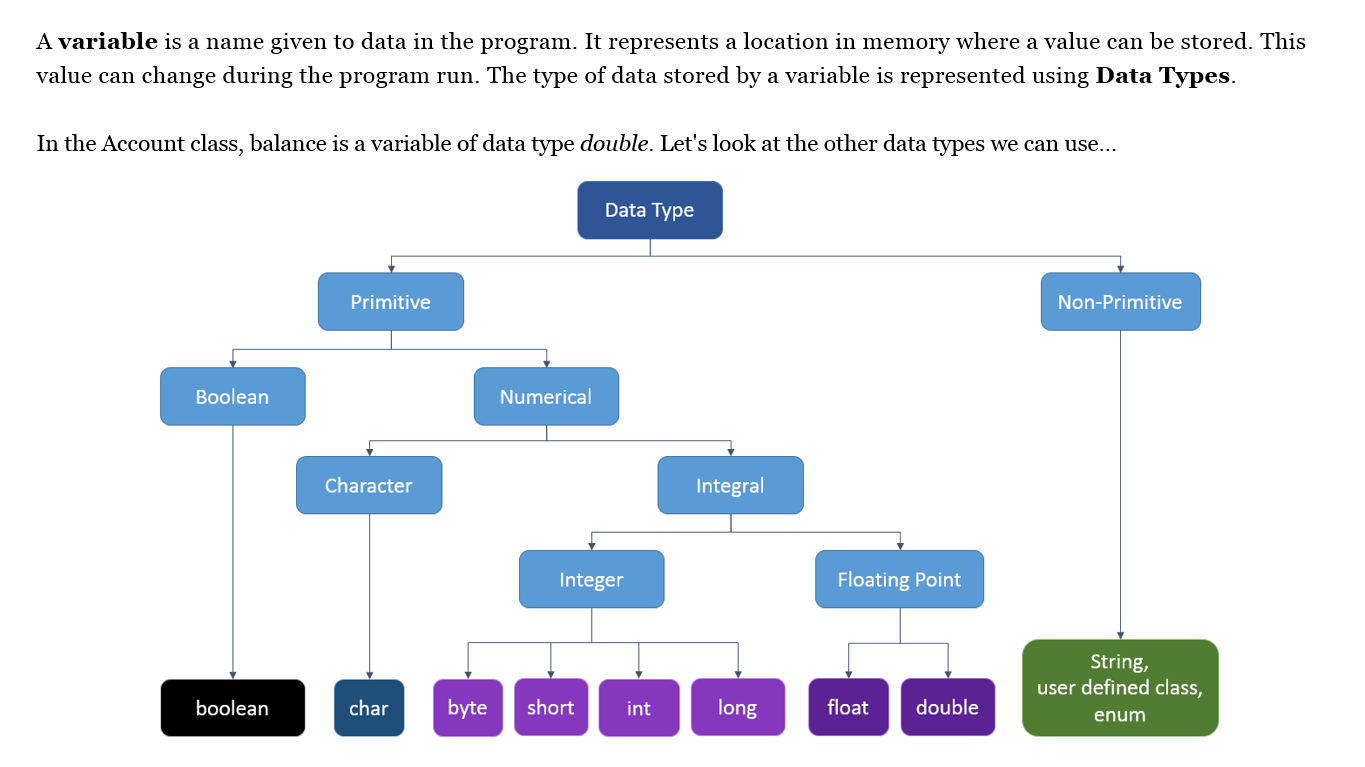 A variable is a name given to data in the program. It represents a location in memory where a value can be stored. This
value can change during the program run. The type of data stored by a variable is represented using Data Types.
In the Account class, balance is a variable of data type double. Let's look at the other data types we can use...
Data Type
Primitive
Non-Primitive
Boolean
Numerical
Character
Integral
Integer
Floating Point
boolean
char
byte
short
int
long
float
double
String,
user defined class,
enum